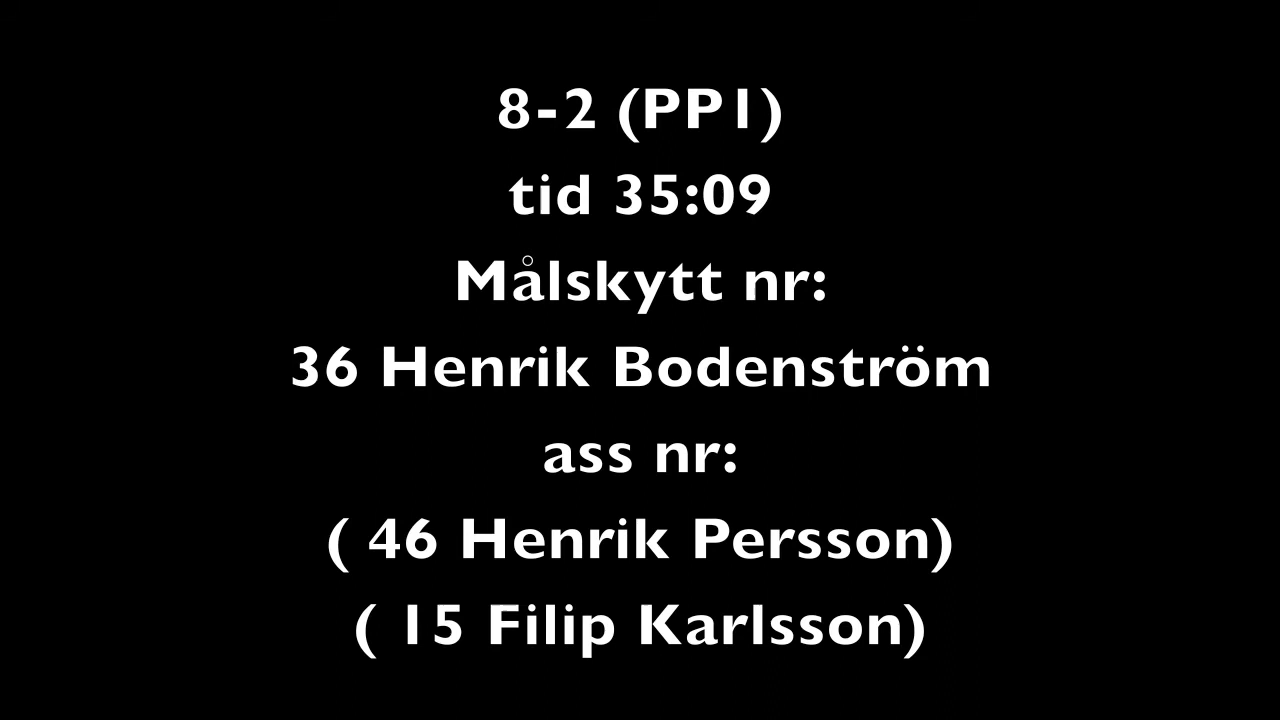 8-2 (PP1)
tid 35:09
Målskytt nr:
36 Henrik Bodenström
ass nr:
( 46 Henrik Persson)
( 15 Filip Karlsson)